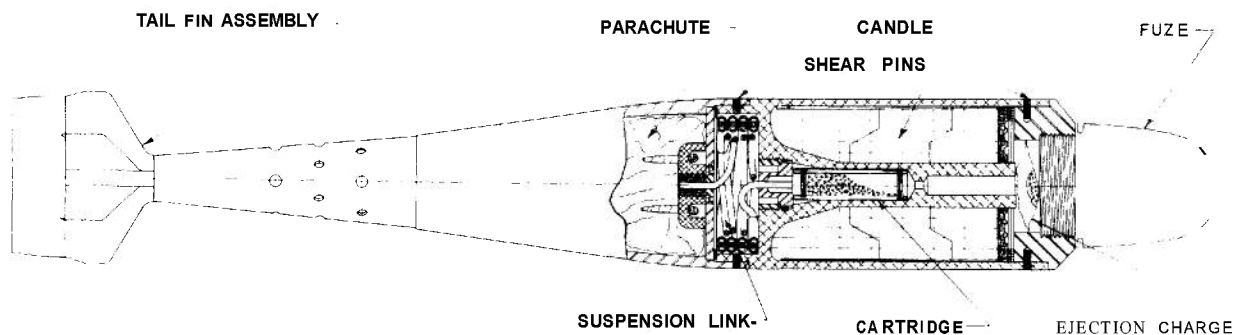 TAIL FIN ASSEMBLY
PARACHUTE
CANDLE
FUZE
SHEAR PINS
SUSPENSION LINK-
CARTRIDGE
EJECTION CHARGE